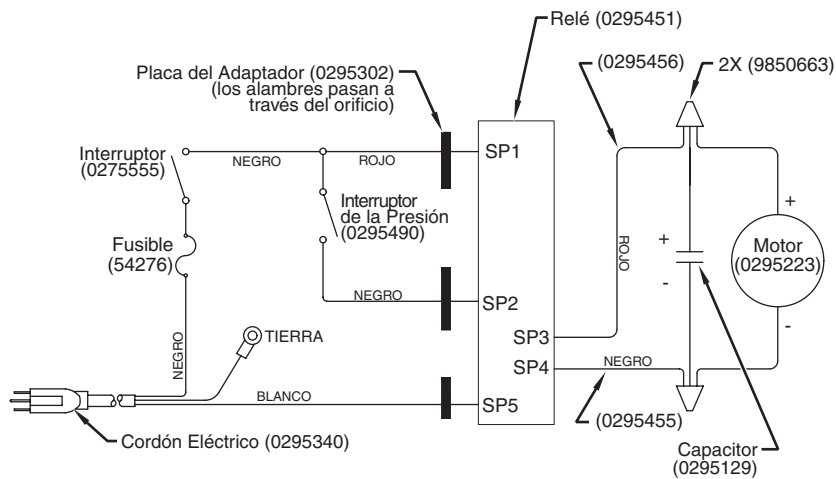 Relé (0295451)
Placa del Adaptador (0295302)
(los alambres pasan a
través del orificio)
(0295456)
2X (9850663)
Interruptor
(0275555)
NEGRO
ROJO
SP1
Interruptor
de la Presión
(0295490)
Fusible
(54276)
ROJO
+
-
+
Motor
(0295223)
-
NEGRO
SP2
NEGRO
TIERRA
SP3
SP4
NEGRO
BLANCO
SP5
(0295455)
Cordón Eléctrico (0295340)
Capacitor
(0295129)